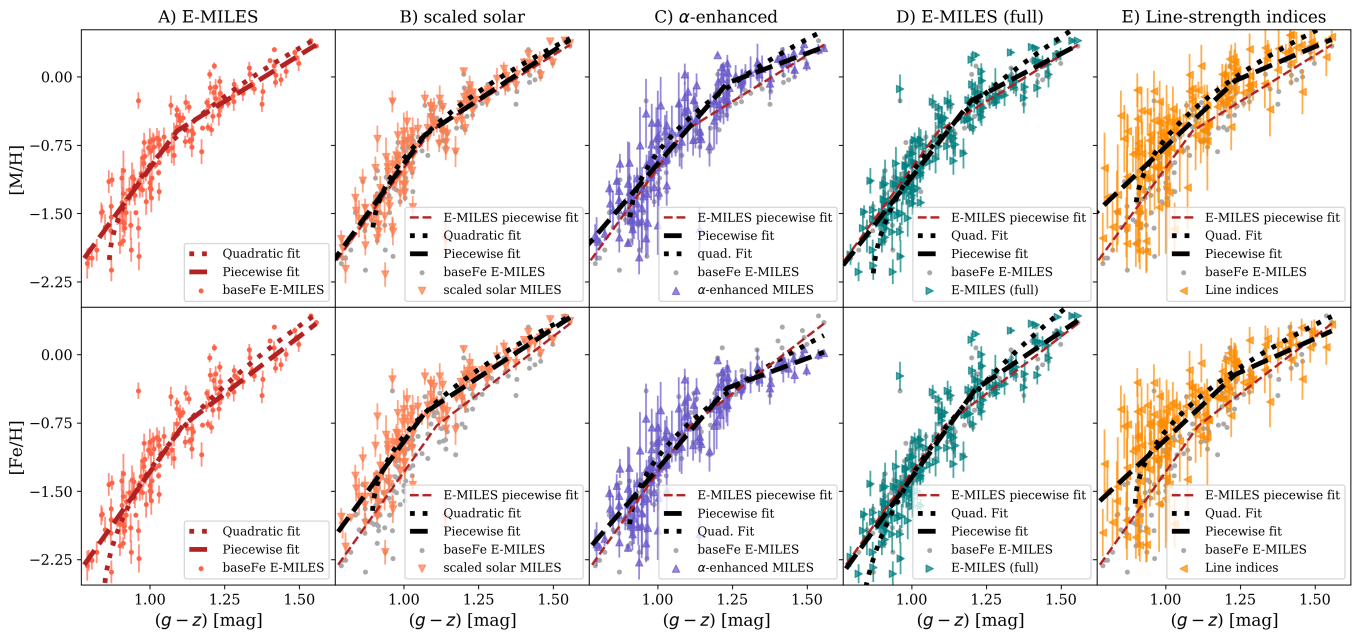 A) E-MILES
B) scaled solar
C) α-enhanced
D) E-MILES (full)
E) Line-strength indices
[M/H]
0.00
−0.75
−1.50
−2.25
Quadratic fit
Piecewise fit
baseFe E-MILES
E-MILES piecewise fit
Quadratic fit
Piecewise fit
baseFe E-MILES
scaled solar MILES
E-MILES piecewise fit
Piecewise fit
quad. Fit
baseFe E-MILES
α-enhanced MILES
E-MILES piecewise fit
Quad. Fit
Piecewise fit
baseFe E-MILES
E-MILES (full)
E-MILES piecewise fit
Quad. Fit
Piecewise fit
baseFe E-MILES
Line indices
[Fe/H]
0.00
−0.75
−1.50
−2.25
Quadratic fit
Piecewise fit
baseFe E-MILES
E-MILES piecewise fit
Quadratic fit
Piecewise fit
baseFe E-MILES
scaled solar MILES
E-MILES piecewise fit
Piecewise fit
Quad. Fit
baseFe E-MILES
α-enhanced MILES
E-MILES piecewise fit
Quad. Fit
Piecewise fit
baseFe E-MILES
E-MILES (full)
E-MILES piecewise fit
Quad. Fit
Piecewise fit
baseFe E-MILES
Line indices
1.00 1.25 1.50
1.00 1.25 1.50
1.00 1.25 1.50
1.00 1.25 1.50
1.00 1.25 1.50
(g − z) [mag]
(g − z) [mag]
(g − z) [mag]
(g − z) [mag]
(g − z) [mag]